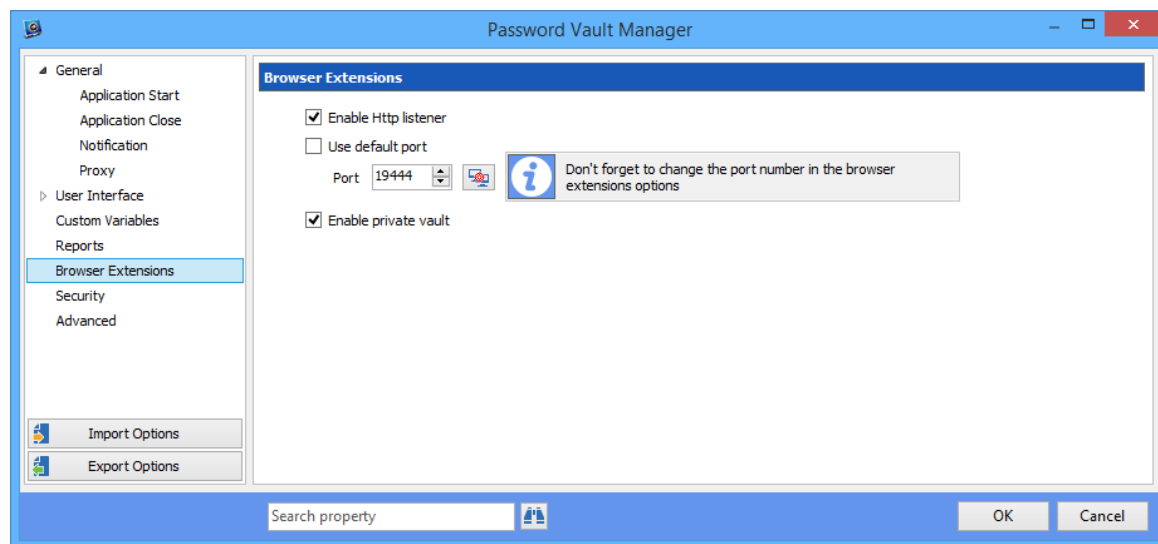 Password Vault Manager
General
Application Start
Application Close
Notification
Proxy
User Interface
Custom Variables
Reports
Browser Extensions
Security
Advanced
Import Options
Export Options
Browser Extensions
Enable Http listener
Use default port
Port 19444
Don't forget to change the port number in the browser
extensions options
Enable private vault
Search property
OK Cancel